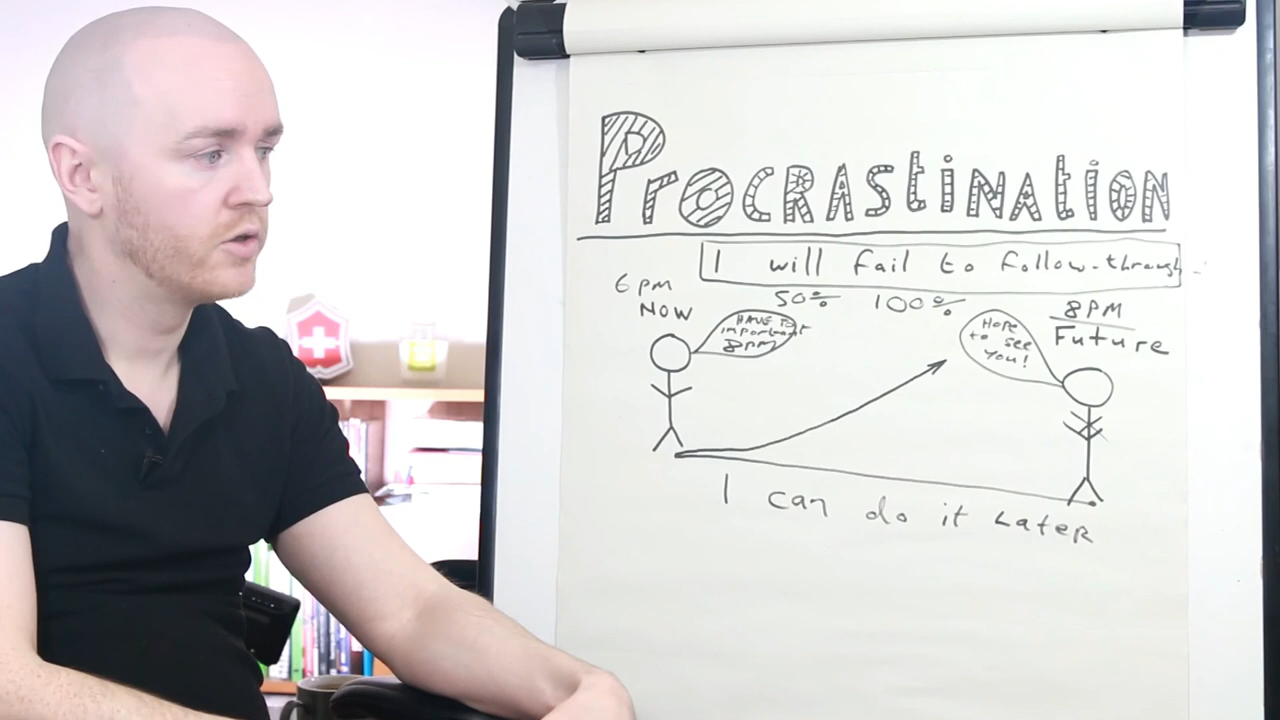 PrOCRAStiNAtiON
I will fail to follow-through
6pm
NOW
50% 100%
8PM
Future
HAVE TO
important
8pm
Hope
to see
you!
I can do it Later